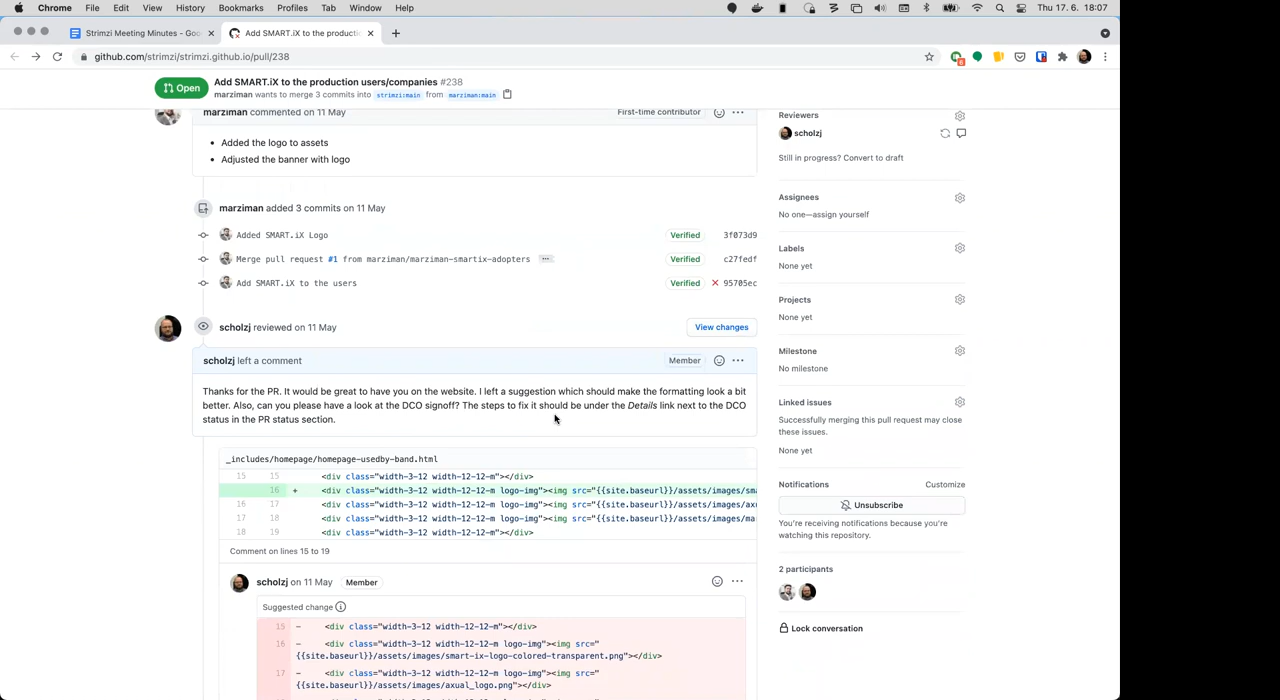 Chrome File Edit View History Bookmarks Profiles Tab Window Help Thu 17. 6. 18:07
Strimzi Meeting Minutes - Goo Add SMART.iX to the productio
github.com/strimzi/strimzi.github.io/pull/238
Open Add SMART.iX to the production users/companies #238
marziman wants to merge 3 commits into strimzi:main from marziman:main
marziman commented on 11 May First-time contributor
Added the logo to assets
Adjusted the banner with logo
marziman added 3 commits on 11 May
Added SMART.iX Logo Verified 3f073d9
Merge pull request #1 from marziman/marziman-smartix-adopters ... Verified c27fedf
Add SMART.iX to the users Verified 95705ec
scholzj reviewed on 11 May View changes
scholzj left a comment Member
Thanks for the PR. It would be great to have you on the website. I left a suggestion which should make the formatting look a bit
better. Also, can you please have a look at the DCO signoff? The steps to fix it should be under the Details link next to the DCO
status in the PR status section.
_includes/homepage/homepage-usedby-band.html
15 15 <div class="width-3-12 width-12-12-m"></div>
16 + <div class="width-3-12 width-12-12-m logo-img"><img src="{{site.baseurl}}/assets/images/sma
16 17 <div class="width-3-12 width-12-12-m logo-img"><img src="{{site.baseurl}}/assets/images/axu
17 18 <div class="width-3-12 width-12-12-m logo-img"><img src="{{site.baseurl}}/assets/images/ma
18 19 <div class="width-3-12 width-12-12-m"></div>
Comment on lines 15 to 19
scholzj on 11 May Member
Suggested change
15 - <div class="width-3-12 width-12-12-m"></div>
16 - <div class="width-3-12 width-12-12-m logo-img"><img src="
{{site.baseurl}}/assets/images/smart-ix-logo-colored-transparent.png"></div>
17 - <div class="width-3-12 width-12-12-m logo-img"><img src="
{{site.baseurl}}/assets/images/axual_logo.png"></div>
Reviewers
scholzj
Still in progress? Convert to draft
Assignees
No one—assign yourself
Labels
None yet
Projects
None yet
Milestone
No milestone
Linked issues
Successfully merging this pull request may close
these issues.
None yet
Notifications Customize
Unsubscribe
You're receiving notifications because you're
watching this repository.
2 participants
Lock conversation